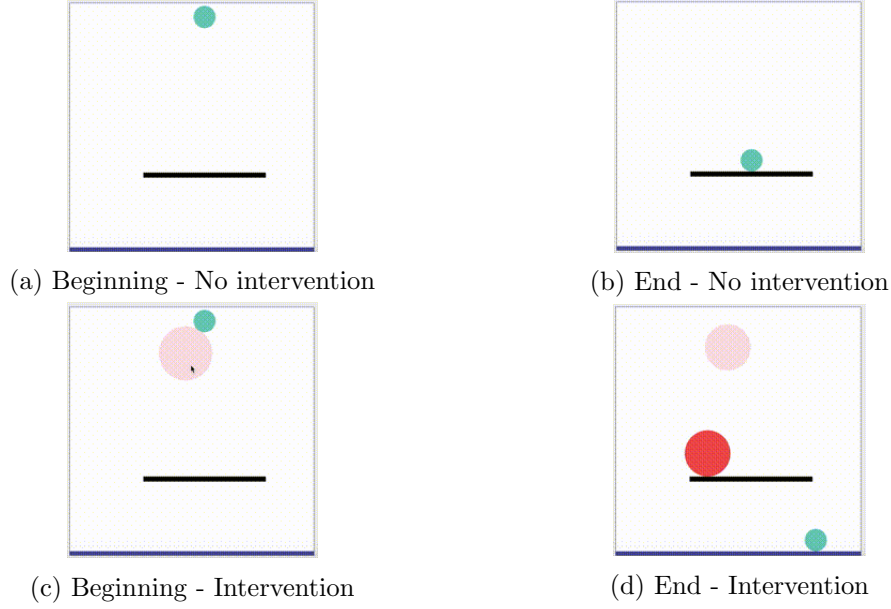 (a) Beginning - No intervention
(b) End - No intervention
(c) Beginning - Intervention
(d) End - Intervention